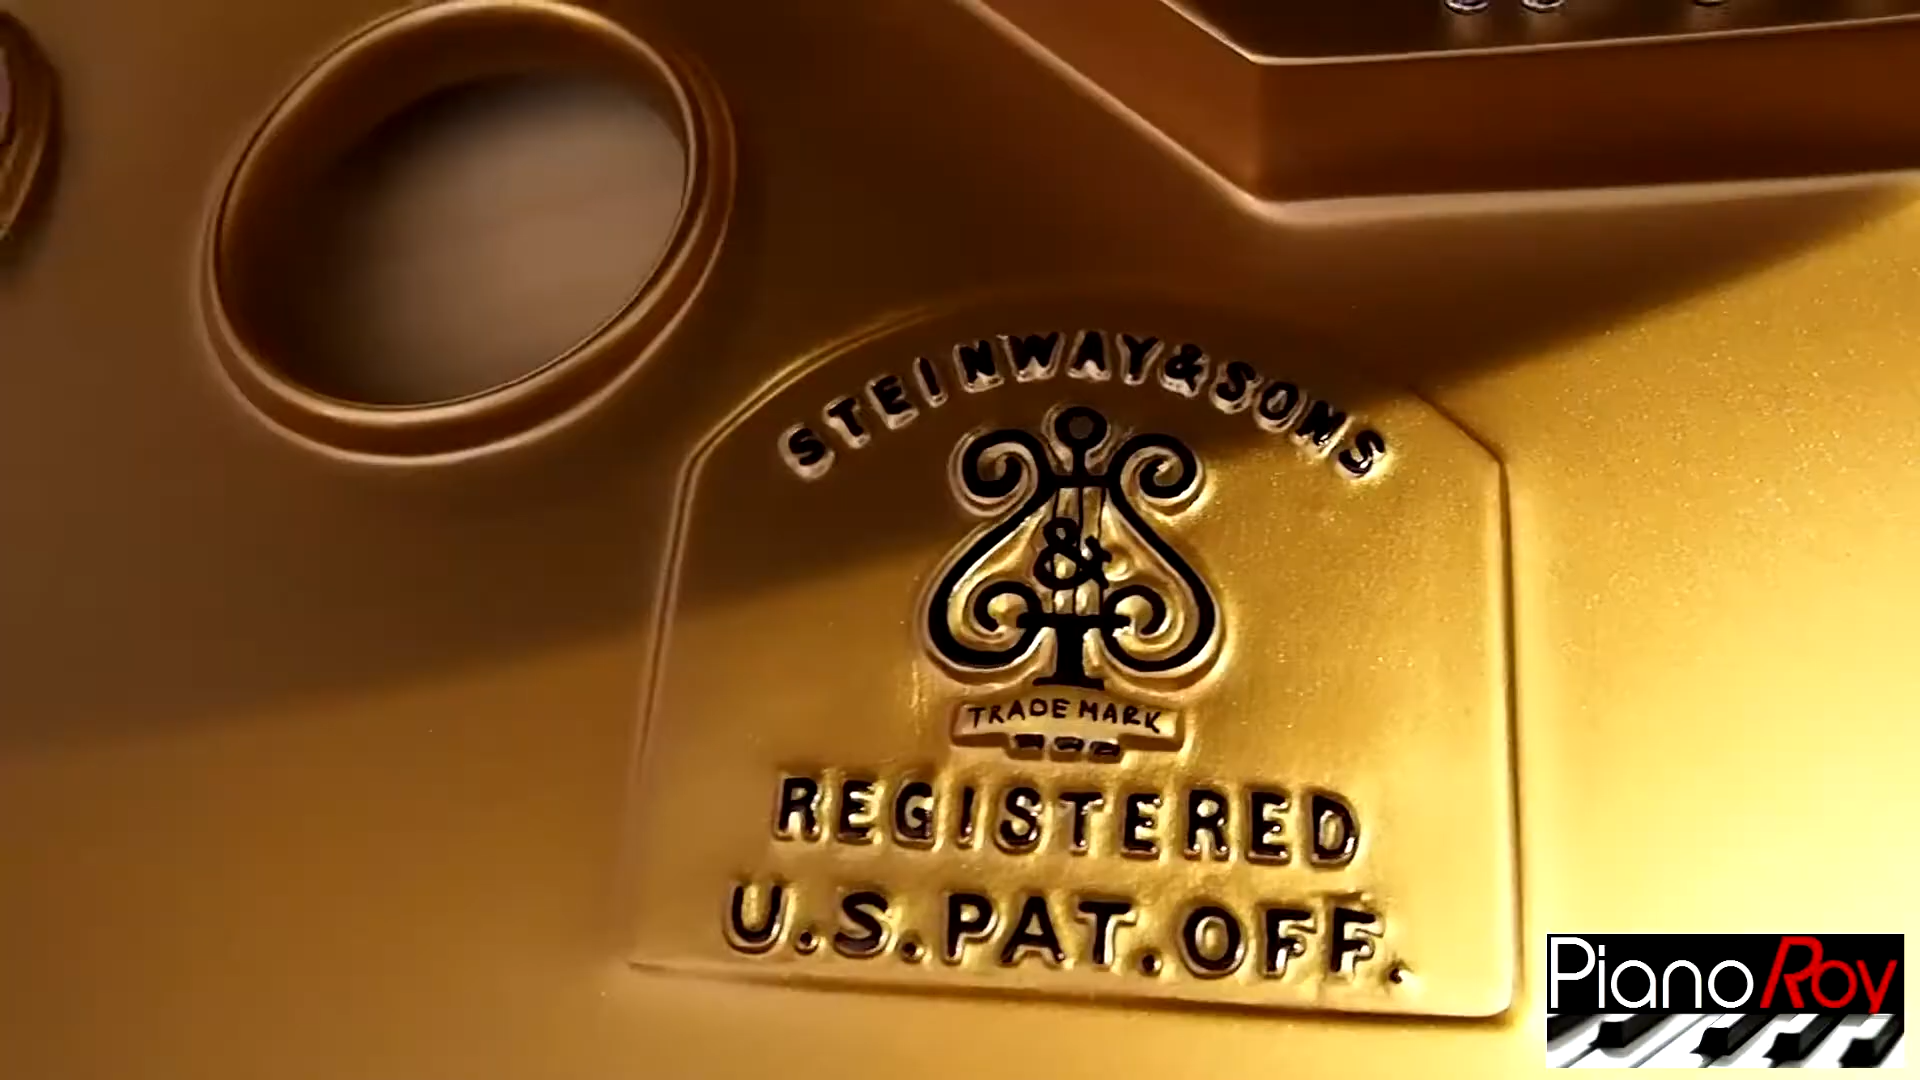 STEINWAY & SONS
&
TRADE MARK
REGISTERED
U.S. PAT. OFF.
Piano Roy